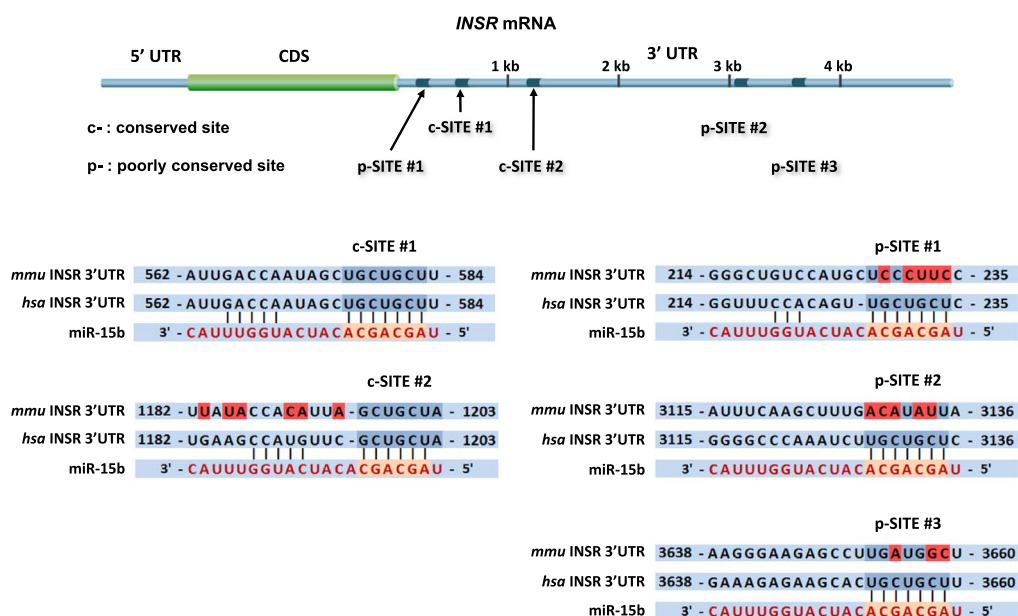 INSR mRNA
5’ UTR CDS 1 kb 2 kb 3’ UTR 3 kb 4 kb
c- : conserved site
c-SITE #1 p-SITE #2
p- : poorly conserved site
p-SITE #1 c-SITE #2 p-SITE #3
c-SITE #1
mmu INSR 3’UTR 562 - AUUGACCAAUAGCUGCUGCUU - 584
hsa INSR 3’UTR 562 - AUUGACCAAUAGCUGCUGCUU - 584
miR-15b 3' - CAUUUGGUACUACACGACGAU - 5'
c-SITE #2
mmu INSR 3’UTR 1182 - UUAUACCACAUUA - GCUGCUA - 1203
hsa INSR 3’UTR 1182 - UGAAGCCAUGUUC - GCUGCUA - 1203
miR-15b 3' - CAUUUGGUACUACACGACGAU - 5'
p-SITE #1
mmu INSR 3’UTR 214 - GGGCUGUCCAUGCUCCCUUCC - 235
hsa INSR 3’UTR 214 - GGUUUCCACAGU - UGCUGCUC - 235
miR-15b 3' - CAUUUGGUACUACACGACGAU - 5'
p-SITE #2
mmu INSR 3’UTR 3115 - AUUUCAAGCUUUGACAUAUUA - 3136
hsa INSR 3’UTR 3115 - GGGGCCCAAAUCUUGCUGCUC - 3136
miR-15b 3' - CAUUUGGUACUACACGACGAU - 5'
p-SITE #3
mmu INSR 3’UTR 3638 - AAGGGAAGAGCCUUGAUGGCU - 3660
hsa INSR 3’UTR 3638 - GAAAGAGAAGCACUGCUGCUU - 3660
miR-15b 3' - CAUUUGGUACUACACGACGAU - 5'